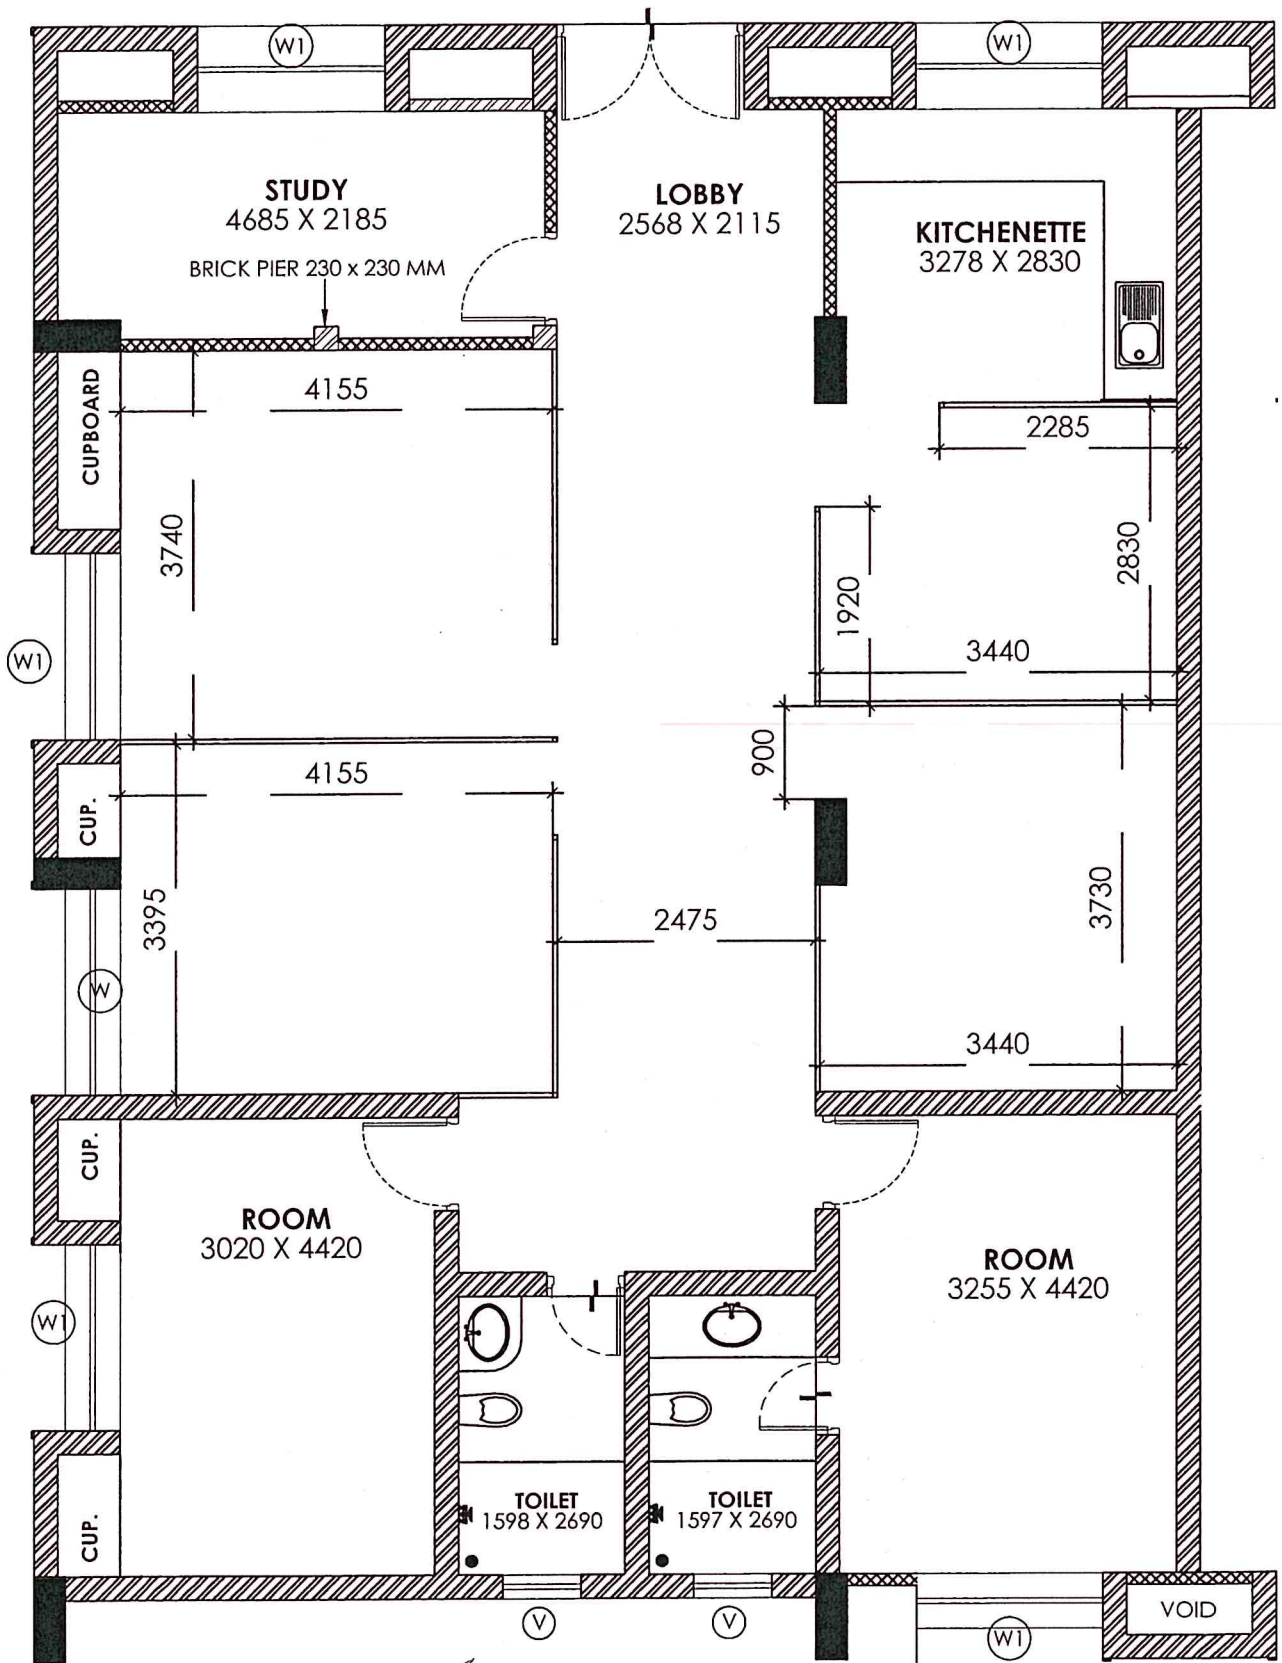 W1
W1
STUDY
4685 X 2185
BRICK PIER 230 x 230 MM
LOBBY
2568 X 2115
KITCHENETTE
3278 X 2830
CUPBOARD
4155
3740
2285
2830
1920
3440
W1
900
4155
CUP.
3395
W
2475
3730
3440
CUP.
ROOM
3020 X 4420
ROOM
3255 X 4420
W1
CUP.
TOILET
1598 X 2690
TOILET
1597 X 2690
V
V
W1
VOID